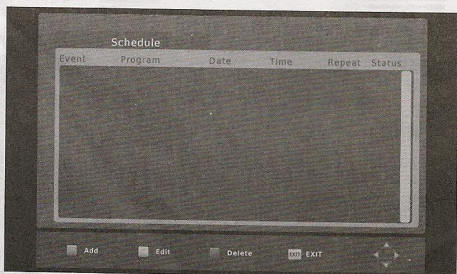 Schedule
Event Program Date Time Repeat Status
Add Edit Delete EXIT EXIT